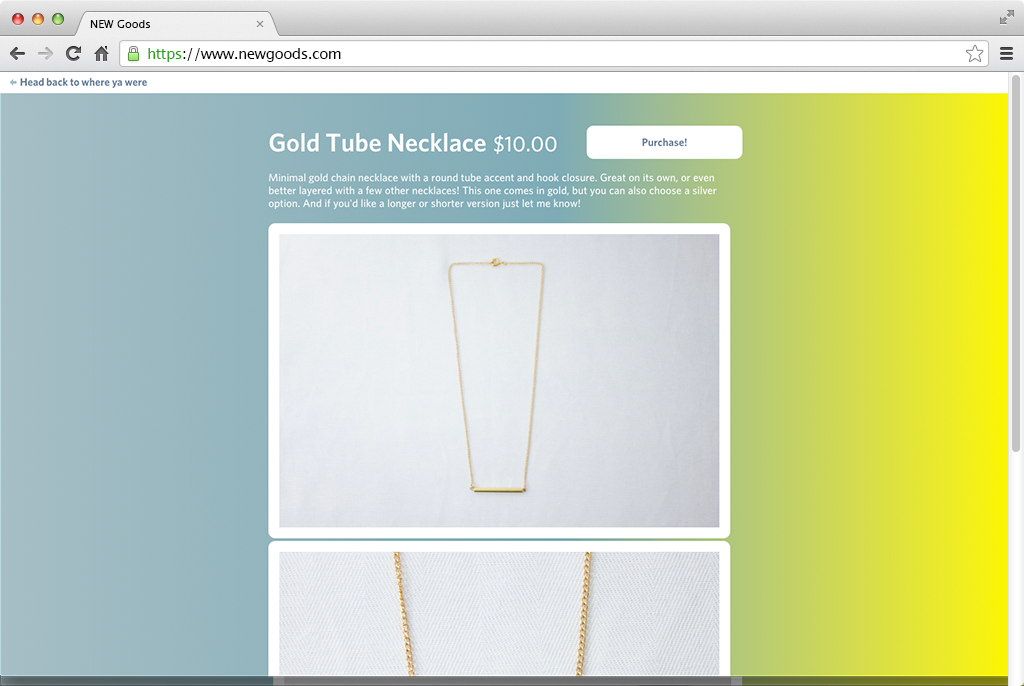 NEW Goods
https://www.newgoods.com
Head back to where ya were
Gold Tube Necklace $10.00
Purchase!
Minimal gold chain necklace with a round tube accent and hook closure. Great on its own, or even
better layered with a few other necklaces! This one comes in gold, but you can also choose a silver
option. And if you'd like a longer or shorter version just let me know!